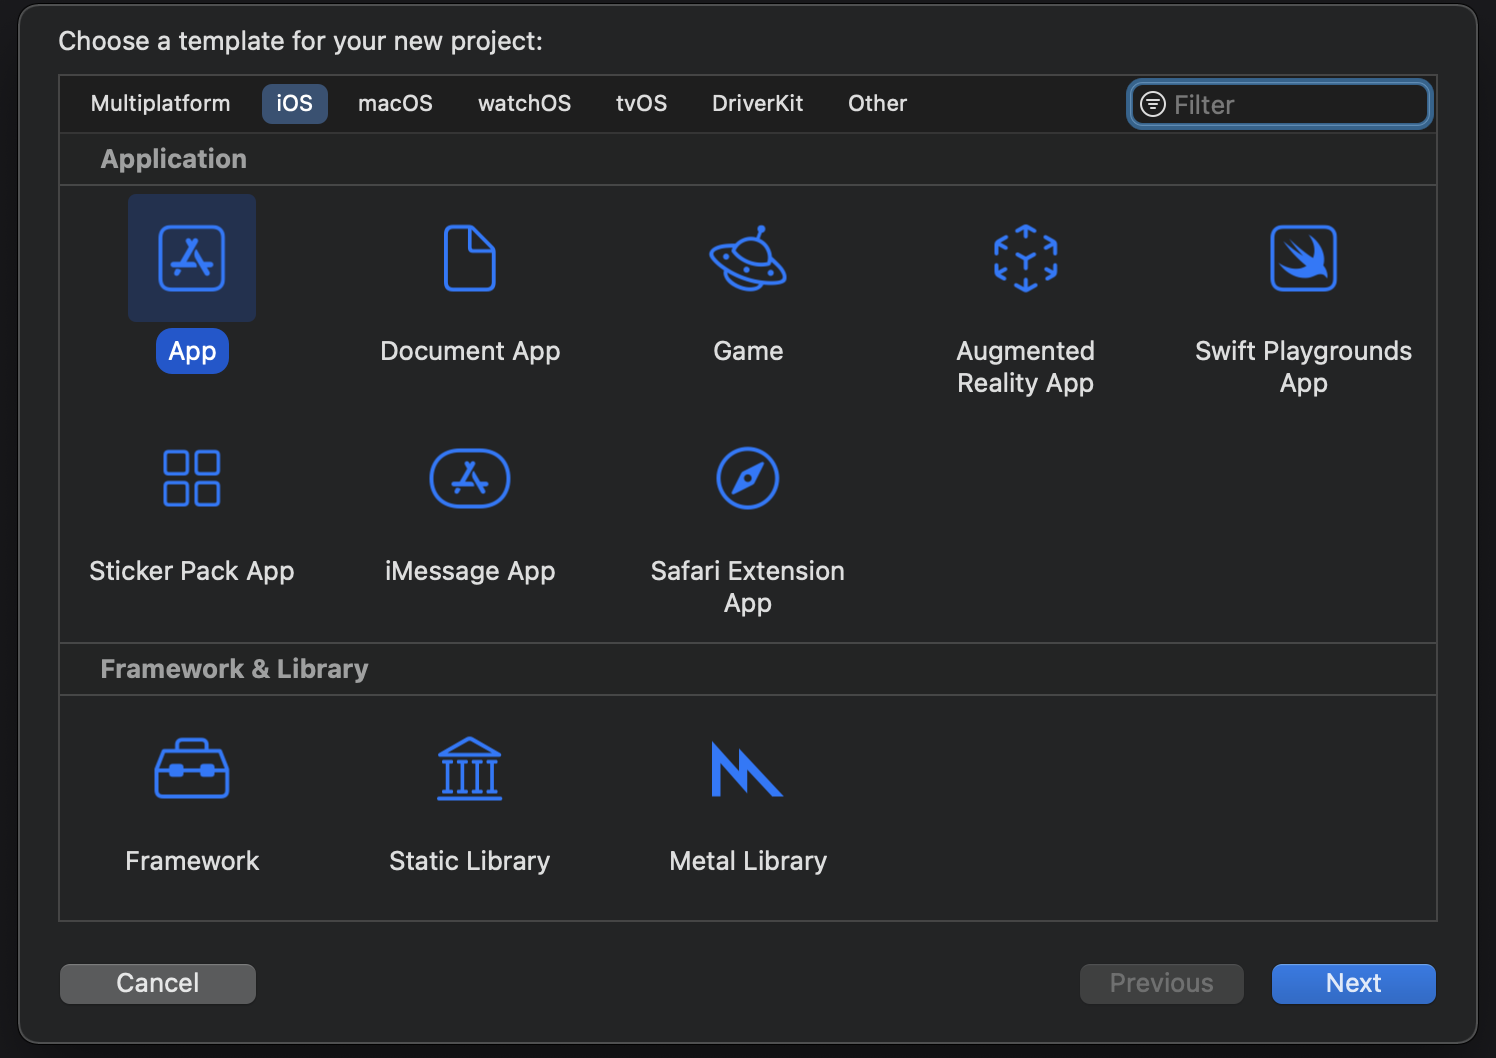 Choose a template for your new project:
Multiplatform iOS macOS watchOS tvOS DriverKit Other Filter
Application
App Document App Game Augmented Reality App Swift Playgrounds App
Sticker Pack App iMessage App Safari Extension App
Framework & Library
Framework Static Library Metal Library
Cancel Previous Next